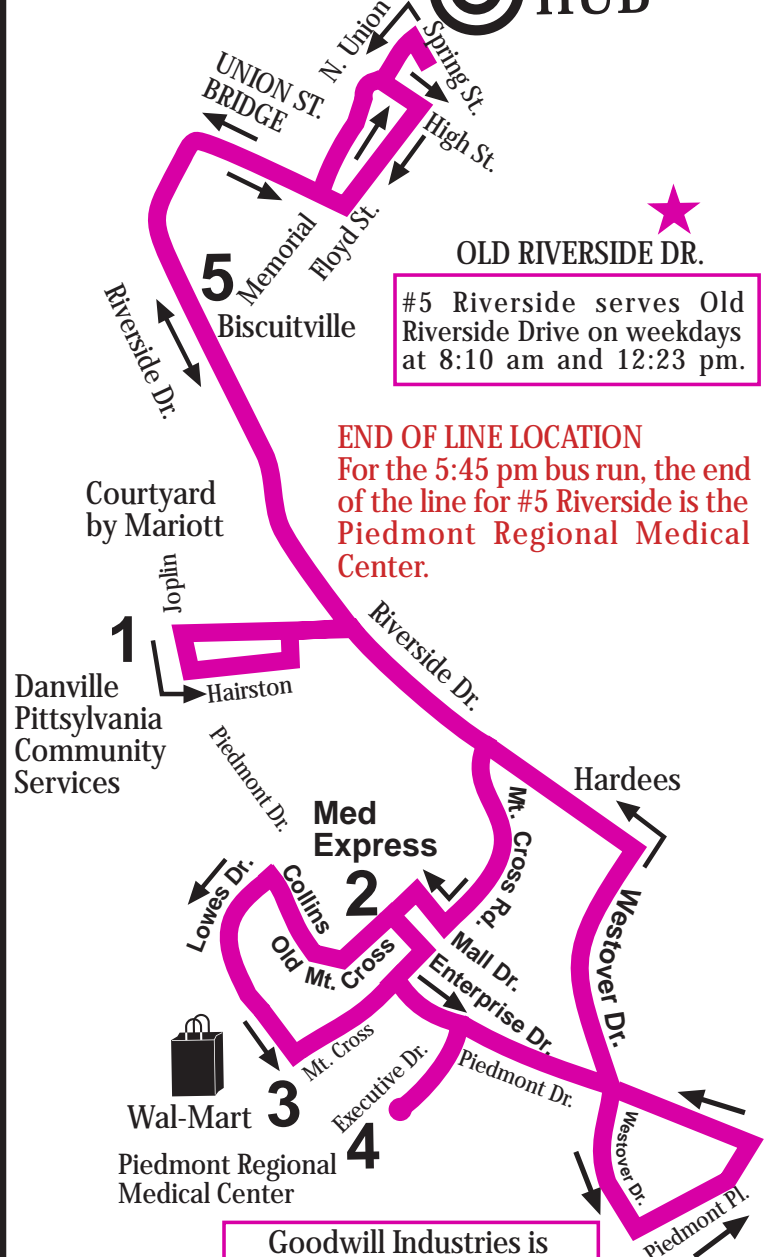 HUB
N. Union
Spring St.
UNION ST.
BRIDGE
High St.
Memorial
Floyd St.
OLD RIVERSIDE DR.
#5 Riverside serves Old
Riverside Drive on weekdays
at 8:10 am and 12:23 pm.
5
Biscuitville
Riverside Dr.
END OF LINE LOCATION
For the 5:45 pm bus run, the end
of the line for #5 Riverside is the
Piedmont Regional Medical
Center.
Courtyard
by Mariott
Joplin
1
Riverside Dr.
Danville
Pittsylvania
Community
Services
Hairston
Piedmont Dr.
Hardees
Med
Express
2
Mt. Cross Rd.
Lowes Dr.
Collins
Old Mt. Cross
Mall Dr.
Enterprise Dr.
Westover Dr.
Mt. Cross
Executive Dr.
Piedmont Dr.
Wal-Mart
3
4
Westover Dr.
Piedmont Regional
Medical Center
Piedmont Pl.
Goodwill Industries is